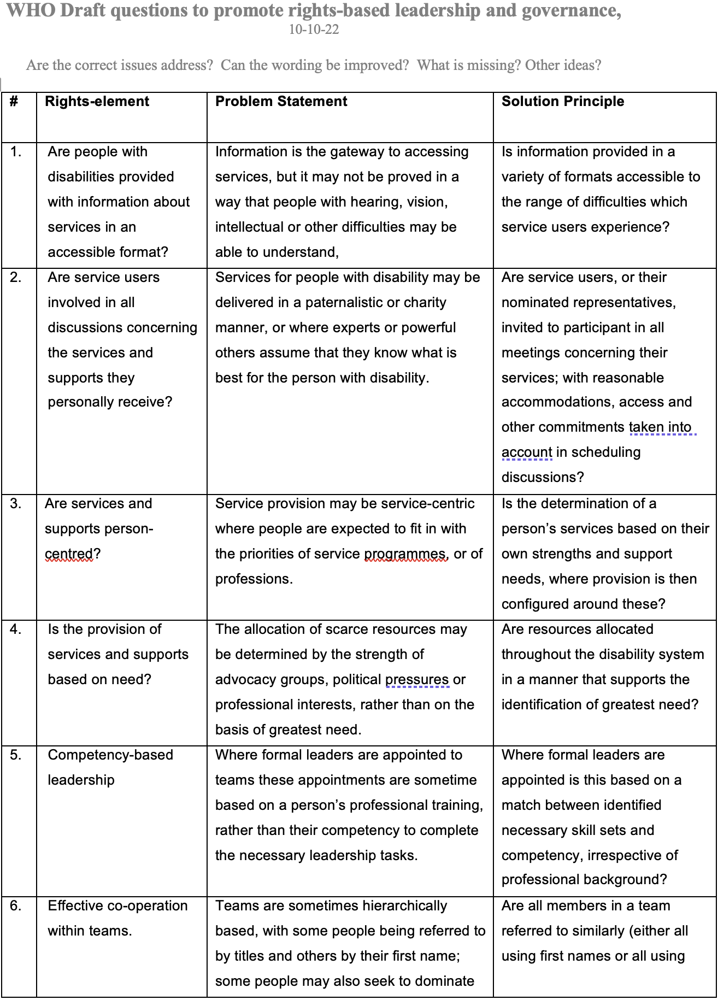 WHO Draft questions to promote rights-based leadership and governance,
10-10-22
Are the correct issues address?  Can the wording be improved?  What is missing? Other ideas?
#
Rights-element
Problem Statement
Solution Principle
1.
Are people with
disabilities provided
with information about
services in an
accessible format?
Information is the gateway to accessing
services, but it may not be proved in a
way that people with hearing, vision,
intellectual or other difficulties may be
able to understand,
Is information provided in a
variety of formats accessible to
the range of difficulties which
service users experience?
2.
Are service users
involved in all
discussions concerning
the services and
supports they
personally receive?
Services for people with disability may be
delivered in a paternalistic or charity
manner, or where experts or powerful
others assume that they know what is
best for the person with disability.
Are service users, or their
nominated representatives,
invited to participant in all
meetings concerning their
services; with reasonable
accommodations, access and
other commitments taken into
account in scheduling
discussions?
3.
Are services and
supports person-
centred?
Service provision may be service-centric
where people are expected to fit in with
the priorities of service programmes, or of
professions.
Is the determination of a
person’s services based on their
own strengths and support
needs, where provision is then
configured around these?
4.
Is the provision of
services and supports
based on need?
The allocation of scarce resources may
be determined by the strength of
advocacy groups, political pressures or
professional interests, rather than on the
basis of greatest need.
Are resources allocated
throughout the disability system
in a manner that supports the
identification of greatest need?
5.
Competency-based
leadership
Where formal leaders are appointed to
teams these appointments are sometime
based on a person’s professional training,
rather than their competency to complete
the necessary leadership tasks.
Where formal leaders are
appointed is this based on a
match between identified
necessary skill sets and
competency, irrespective of
professional background?
6.
Effective co-operation
within teams.
Teams are sometimes hierarchically
based, with some people being referred to
by titles and others by their first name;
some people may also seek to dominate
Are all members in a team
referred to similarly (either all
using first names or all using